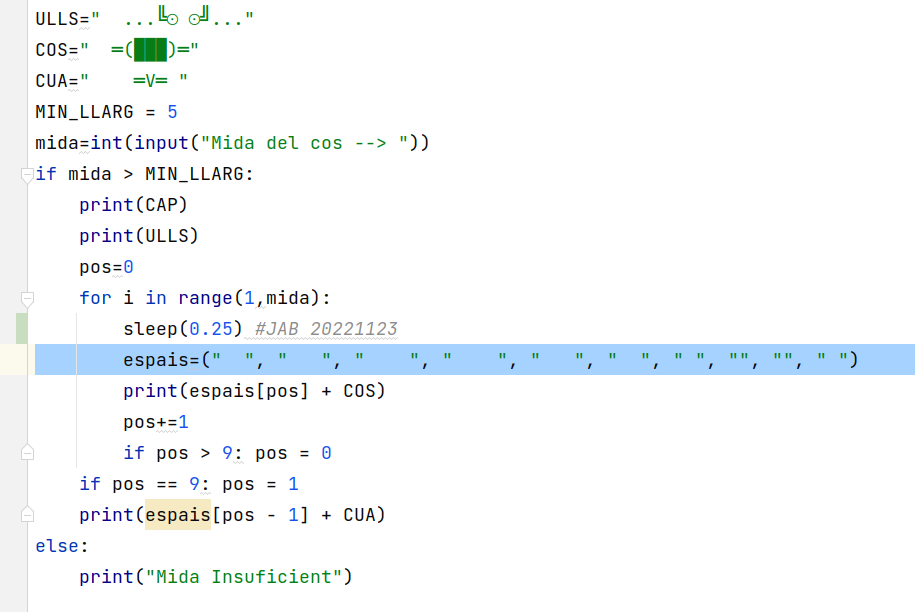 ULLS="  ...╚⊙ ⊙╝..."
COS="  ═(███)═"
CUA="    ═V═ "
MIN_LLARG = 5
mida=int(input("Mida del cos --> "))
if mida > MIN_LLARG:
    print(CAP)
    print(ULLS)
    pos=0
    for i in range(1,mida):
        sleep(0.25) #JAB 20221123
        espais=("  ", "   ", "    ", "    ", "   ", "  ", " ", "", "", " ")
        print(espais[pos] + COS)
        pos+=1
        if pos > 9: pos = 0
    if pos == 9: pos = 1
    print(espais[pos - 1] + CUA)
else:
    print("Mida Insuficient")